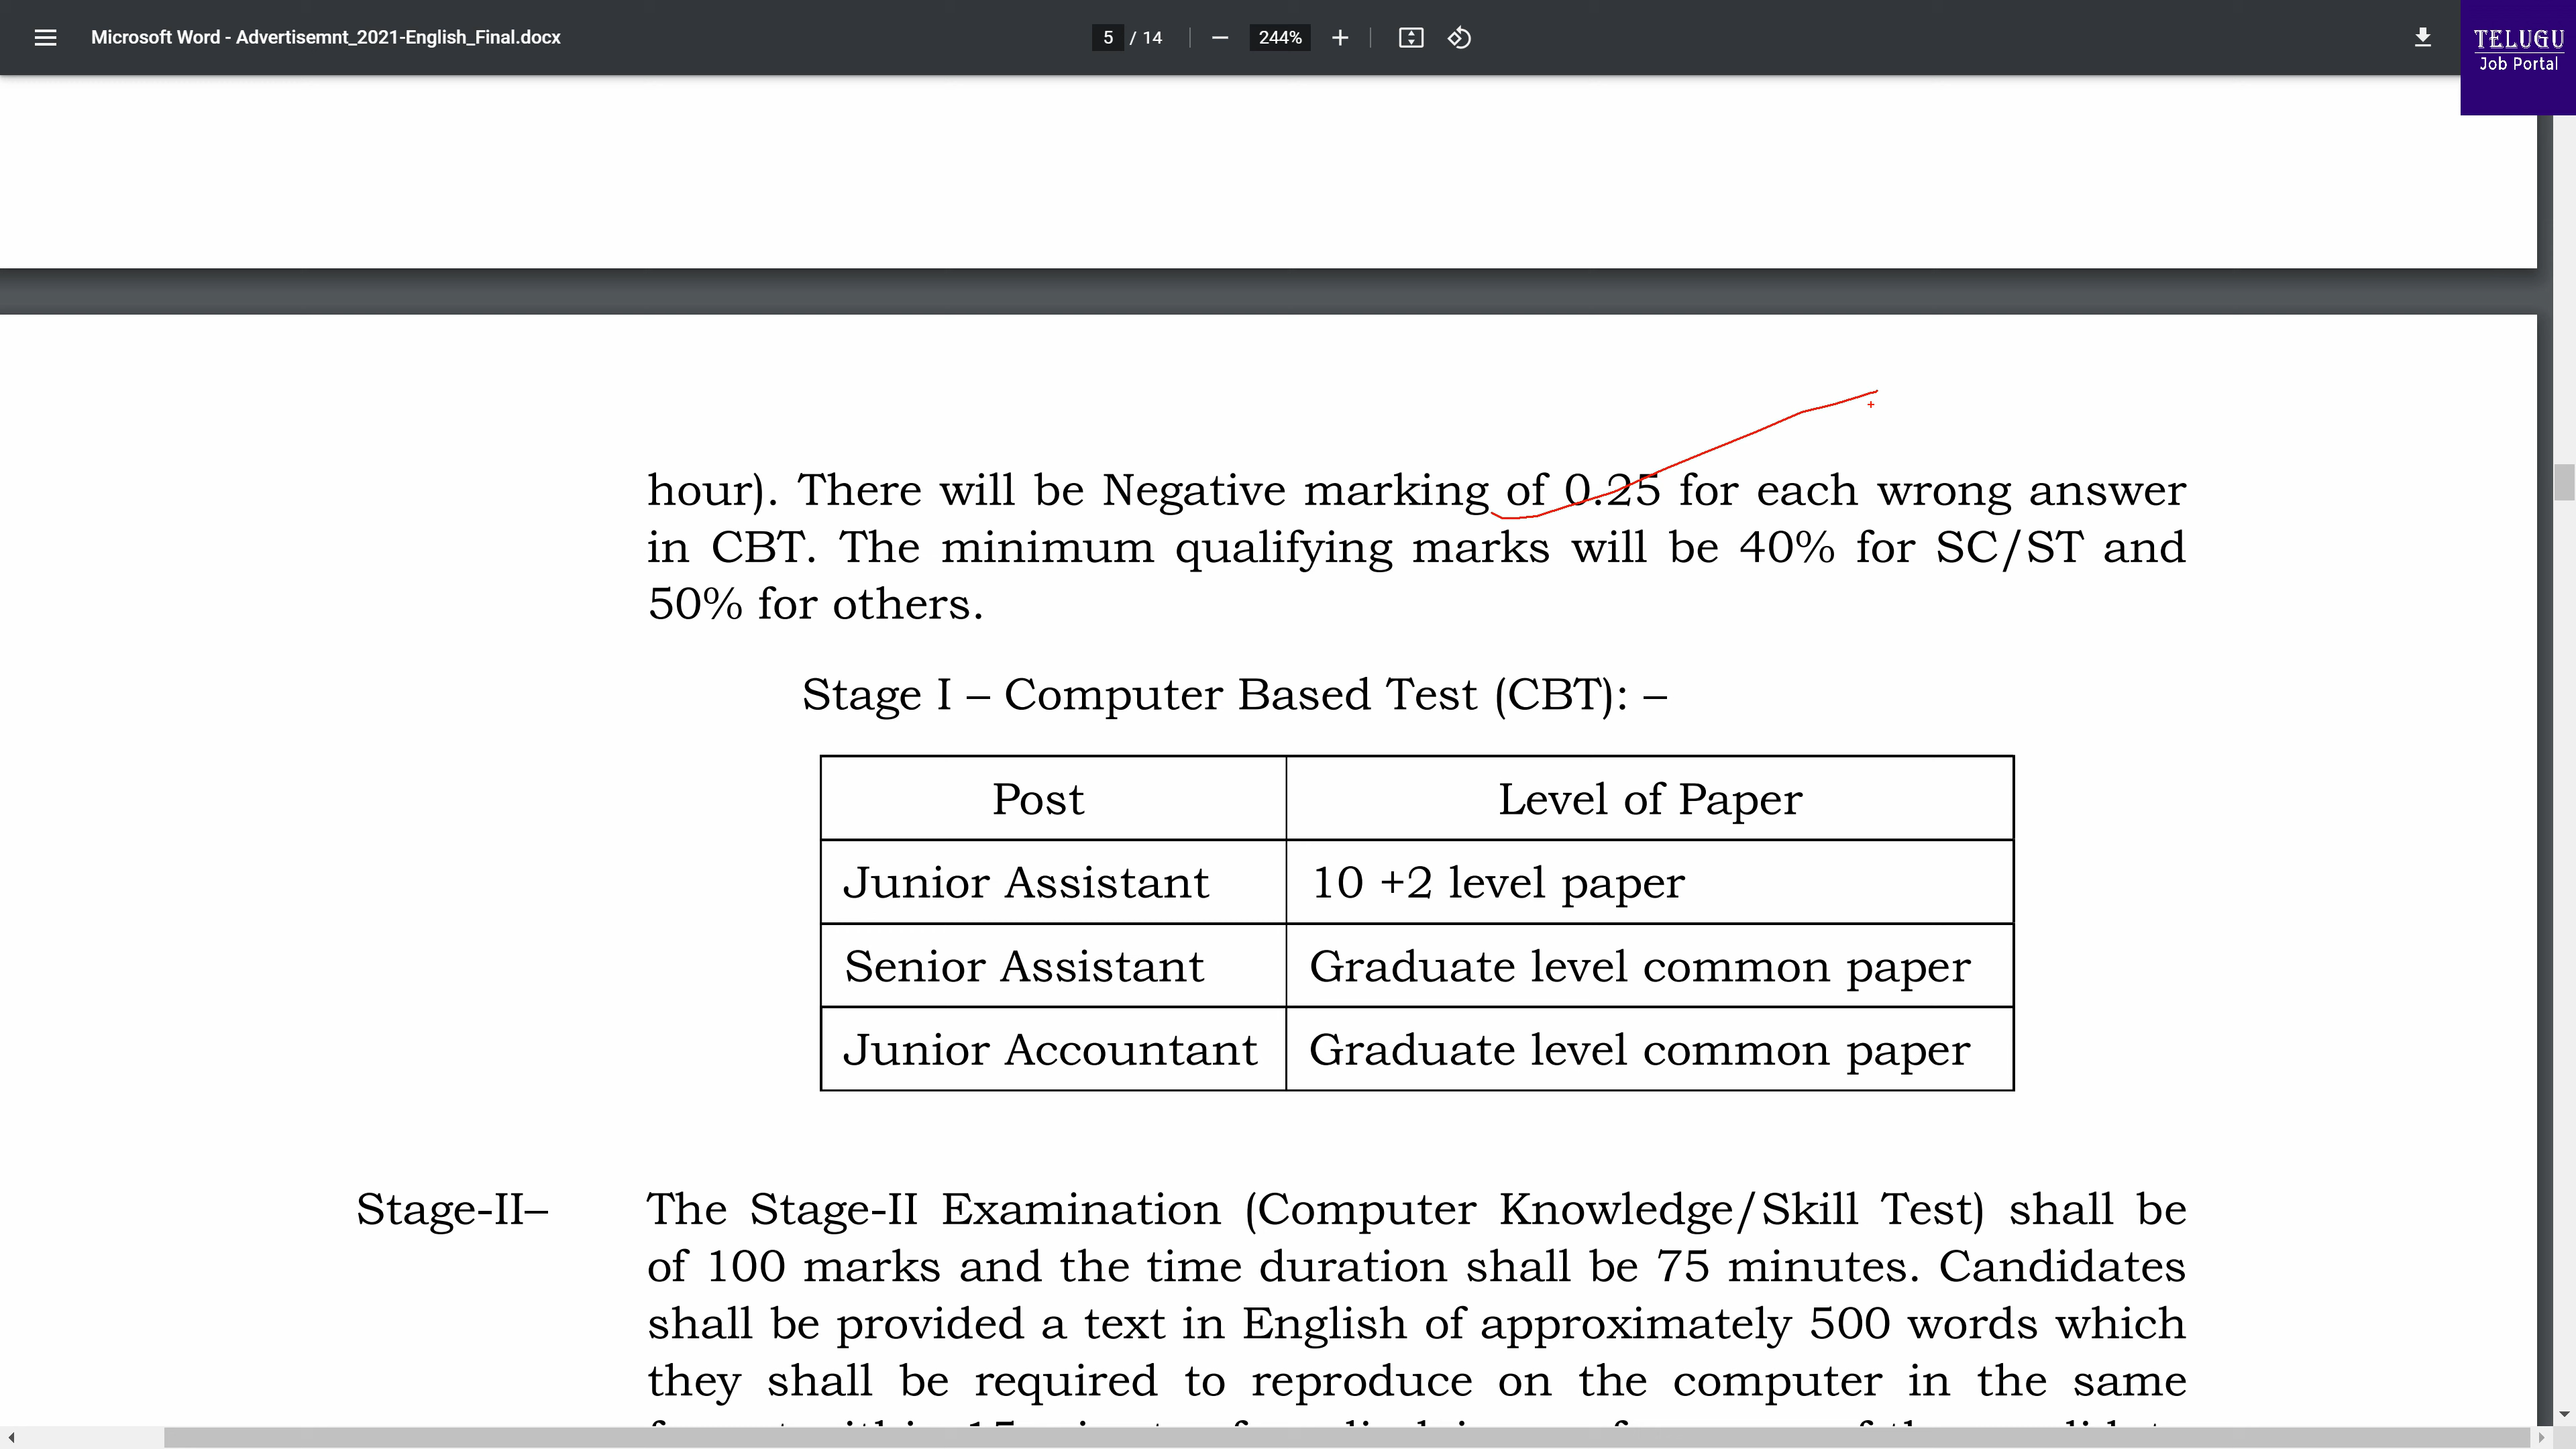 Microsoft Word - Advertisemnt_2021-English_Final.docx
5 / 14
244%
TELUGU
Job Portal
hour). There will be Negative marking of 0.25 for each wrong answer
in CBT. The minimum qualifying marks will be 40% for SC/ST and
50% for others.
Stage I – Computer Based Test (CBT): –
Post Level of Paper
Junior Assistant 10 +2 level paper
Senior Assistant Graduate level common paper
Junior Accountant Graduate level common paper
Stage-II– The Stage-II Examination (Computer Knowledge/Skill Test) shall be
of 100 marks and the time duration shall be 75 minutes. Candidates
shall be provided a text in English of approximately 500 words which
they shall be required to reproduce on the computer in the same